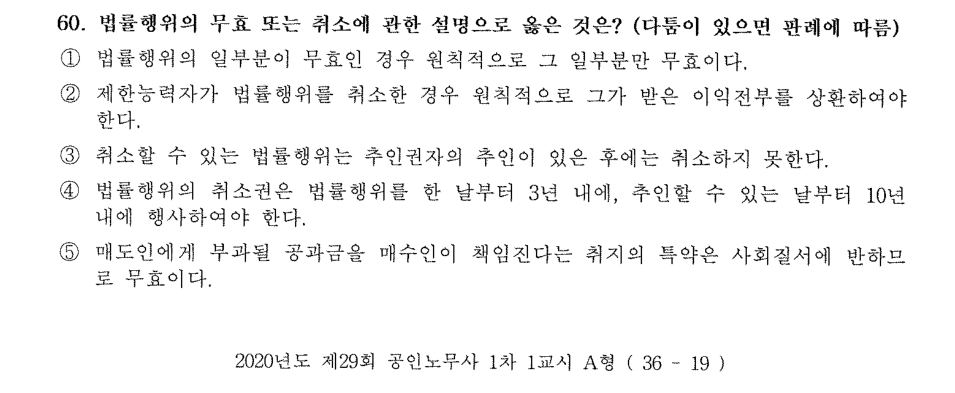 60. 법률행위의 무효 또는 취소에 관한 설명으로 옳은 것은? (다툼이 있으면 판례에 따름)
① 법률행위의 일부분이 무효인 경우 원칙적으로 그 일부분만 무효이다.
② 제한능력자가 법률행위를 취소한 경우 원칙적으로 그가 받은 이익전부를 상환하여야
한다.
③ 취소할 수 있는 법률행위는 추인권자의 추인이 있은 후에는 취소하지 못한다.
④ 법률행위의 취소권은 법률행위를 한 날부터 3년 내에, 추인할 수 있는 날부터 10년
내에 행사하여야 한다.
⑤ 매도인에게 부과될 공과금을 매수인이 책임진다는 취지의 특약은 사회질서에 반하므
로 무효이다.
2020년도 제29회 공인노무사 1차 1교시 A형 ( 36 - 19 )